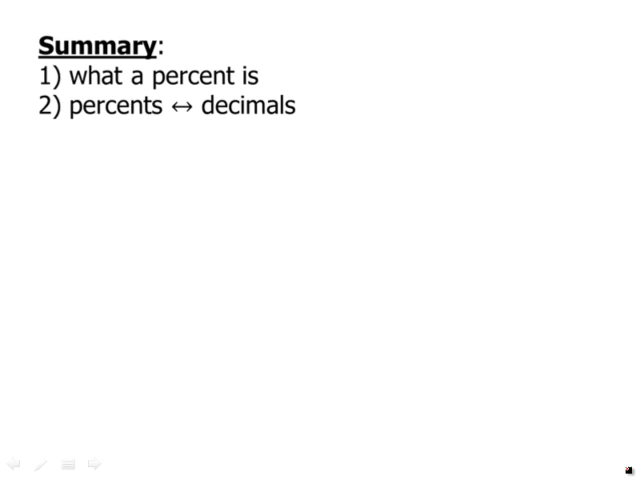 Summary:
1) what a percent is
2) percents ↔ decimals